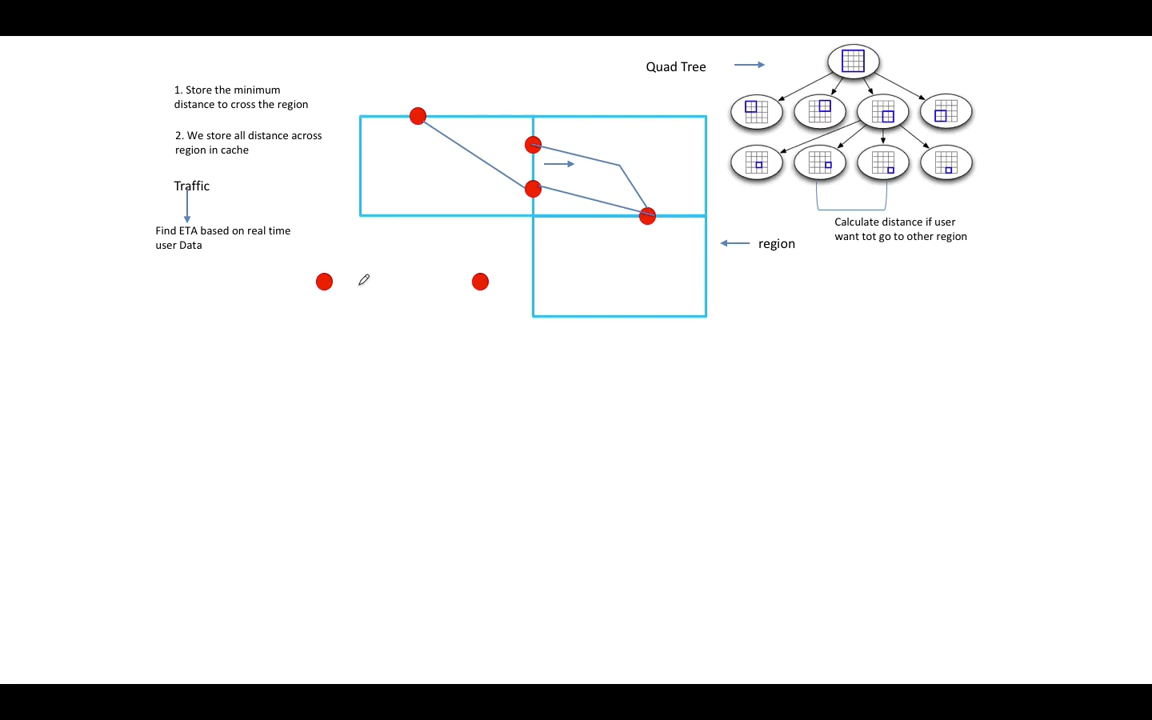 Quad Tree
1. Store the minimum
distance to cross the region
2. We store all distance across
region in cache
Traffic
Find ETA based on real time
user Data
Calculate distance if user
want tot go to other region
region